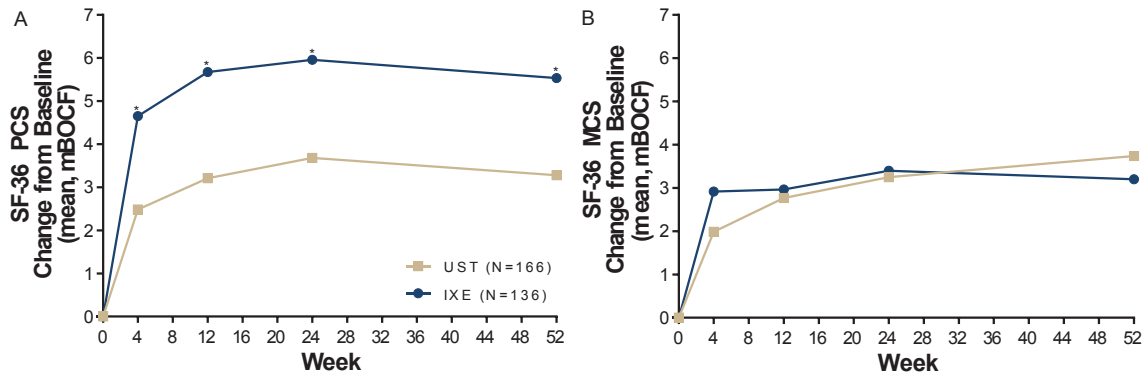 A
SF-36 PCS
Change from Baseline
(mean, mBOCF)
7
6
5
4
3
2
1
0
*
*
*
*
UST (N=166)
IXE (N=136)
0 4 8 12 16 20 24 28 32 36 40 44 48 52
Week
B
SF-36 MCS
Change from Baseline
(mean, mBOCF)
7
6
5
4
3
2
1
0
0 4 8 12 16 20 24 28 32 36 40 44 48 52
Week